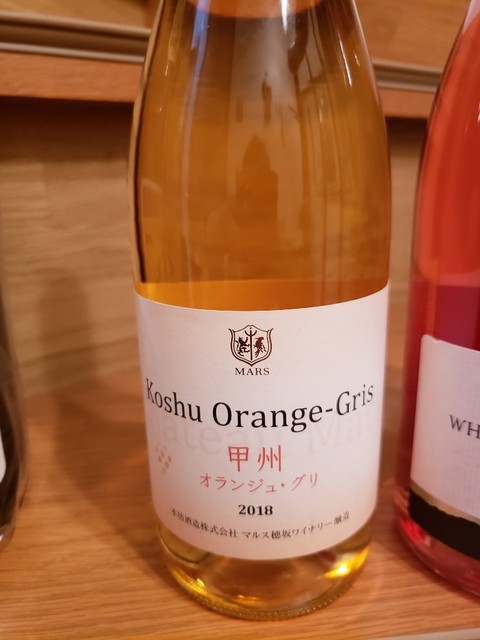 MARS
Koshu Orange-Gris
甲州
オランジュ・グリ
2018
本坊酒造株式会社 マルス穂坂ワイナリー醸造
WH